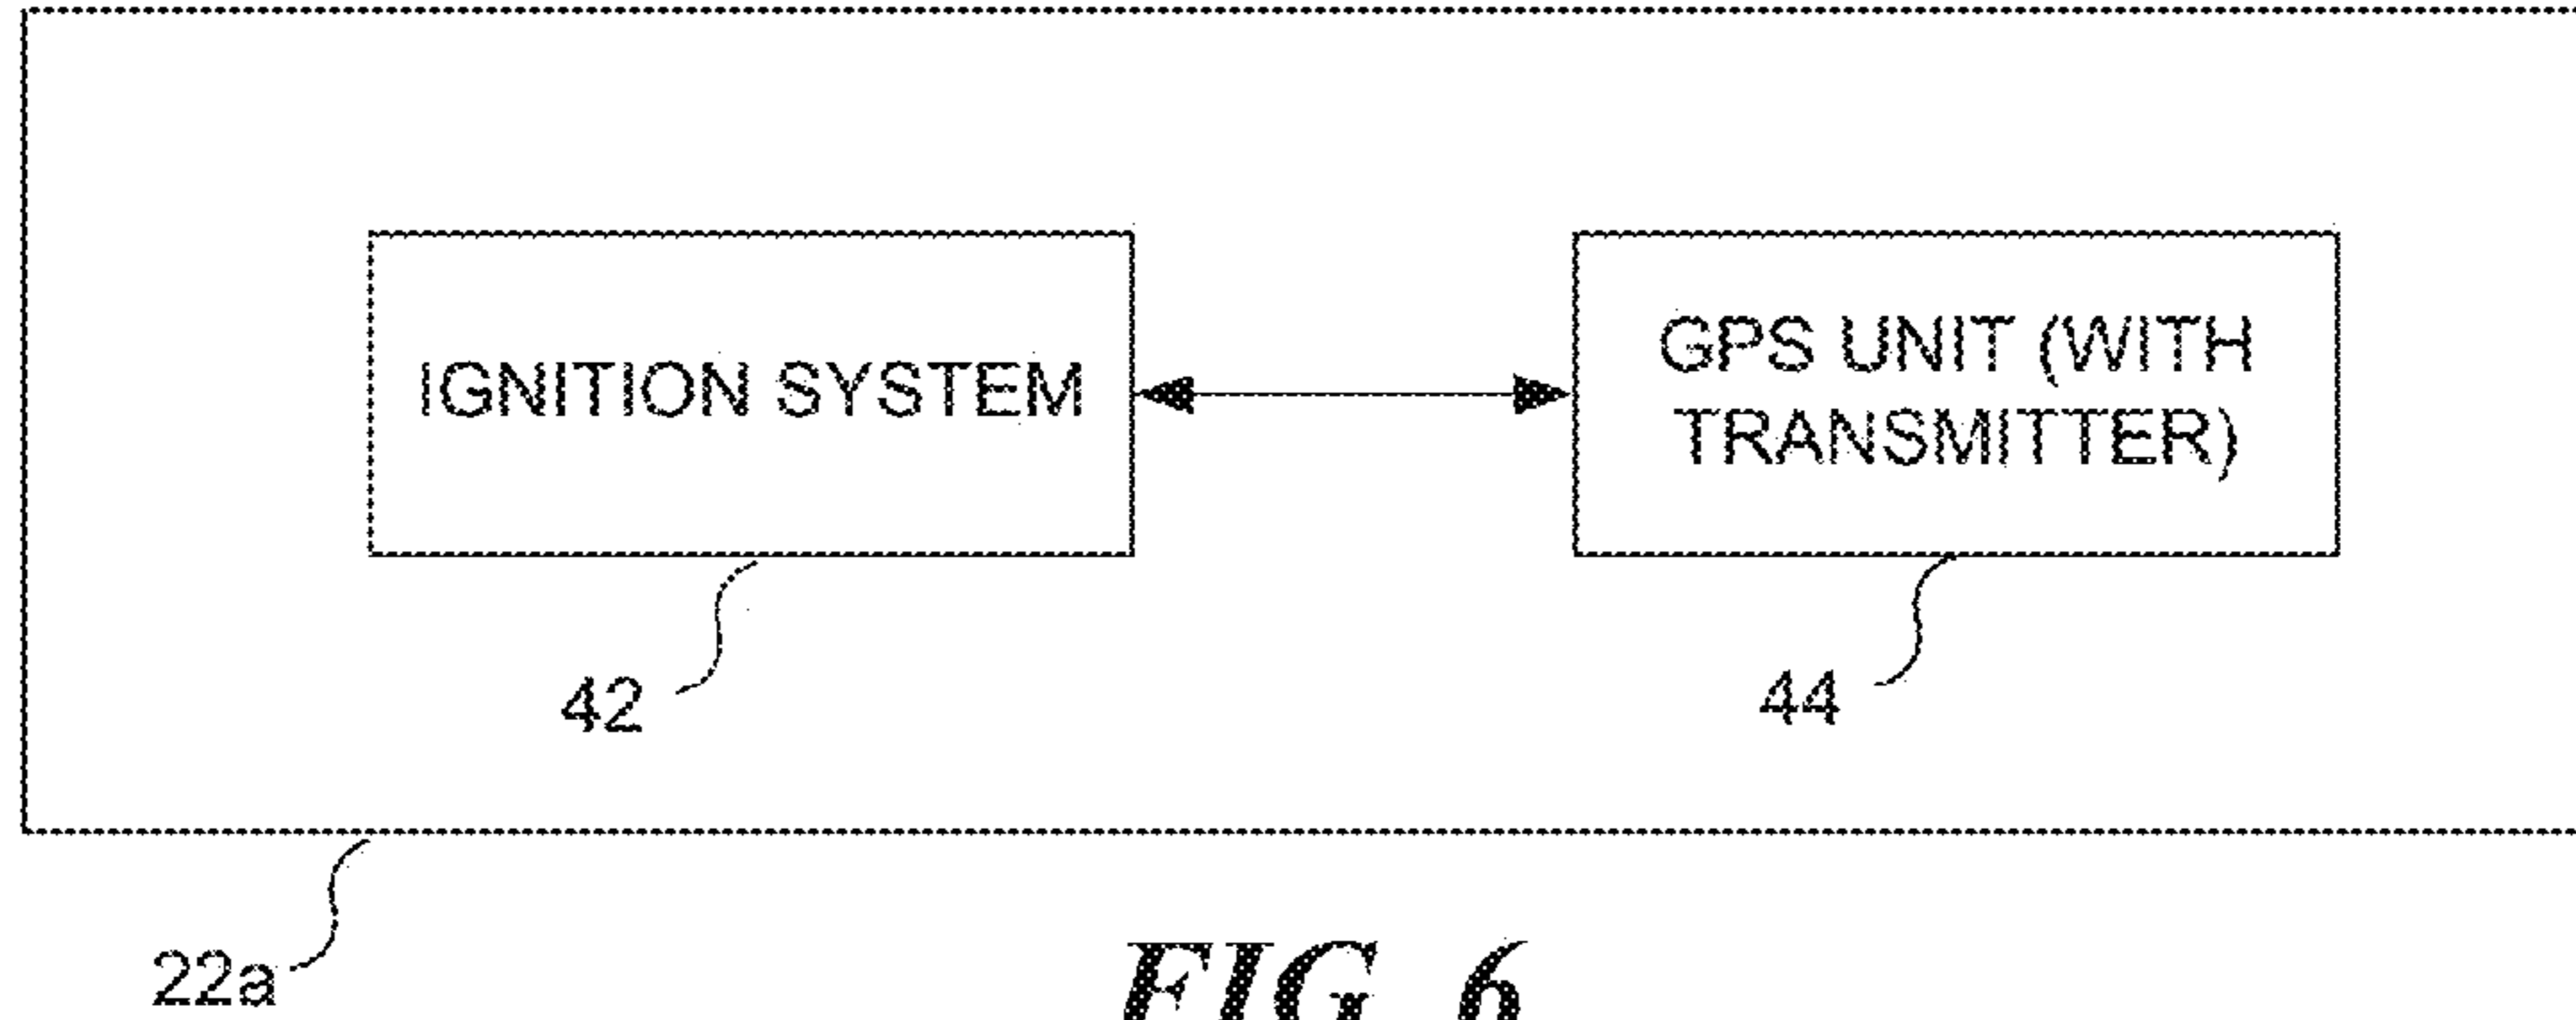 IGNITION SYSTEM
GPS UNIT (WITH
TRANSMITTER)
42
44
22a
FIG. 6